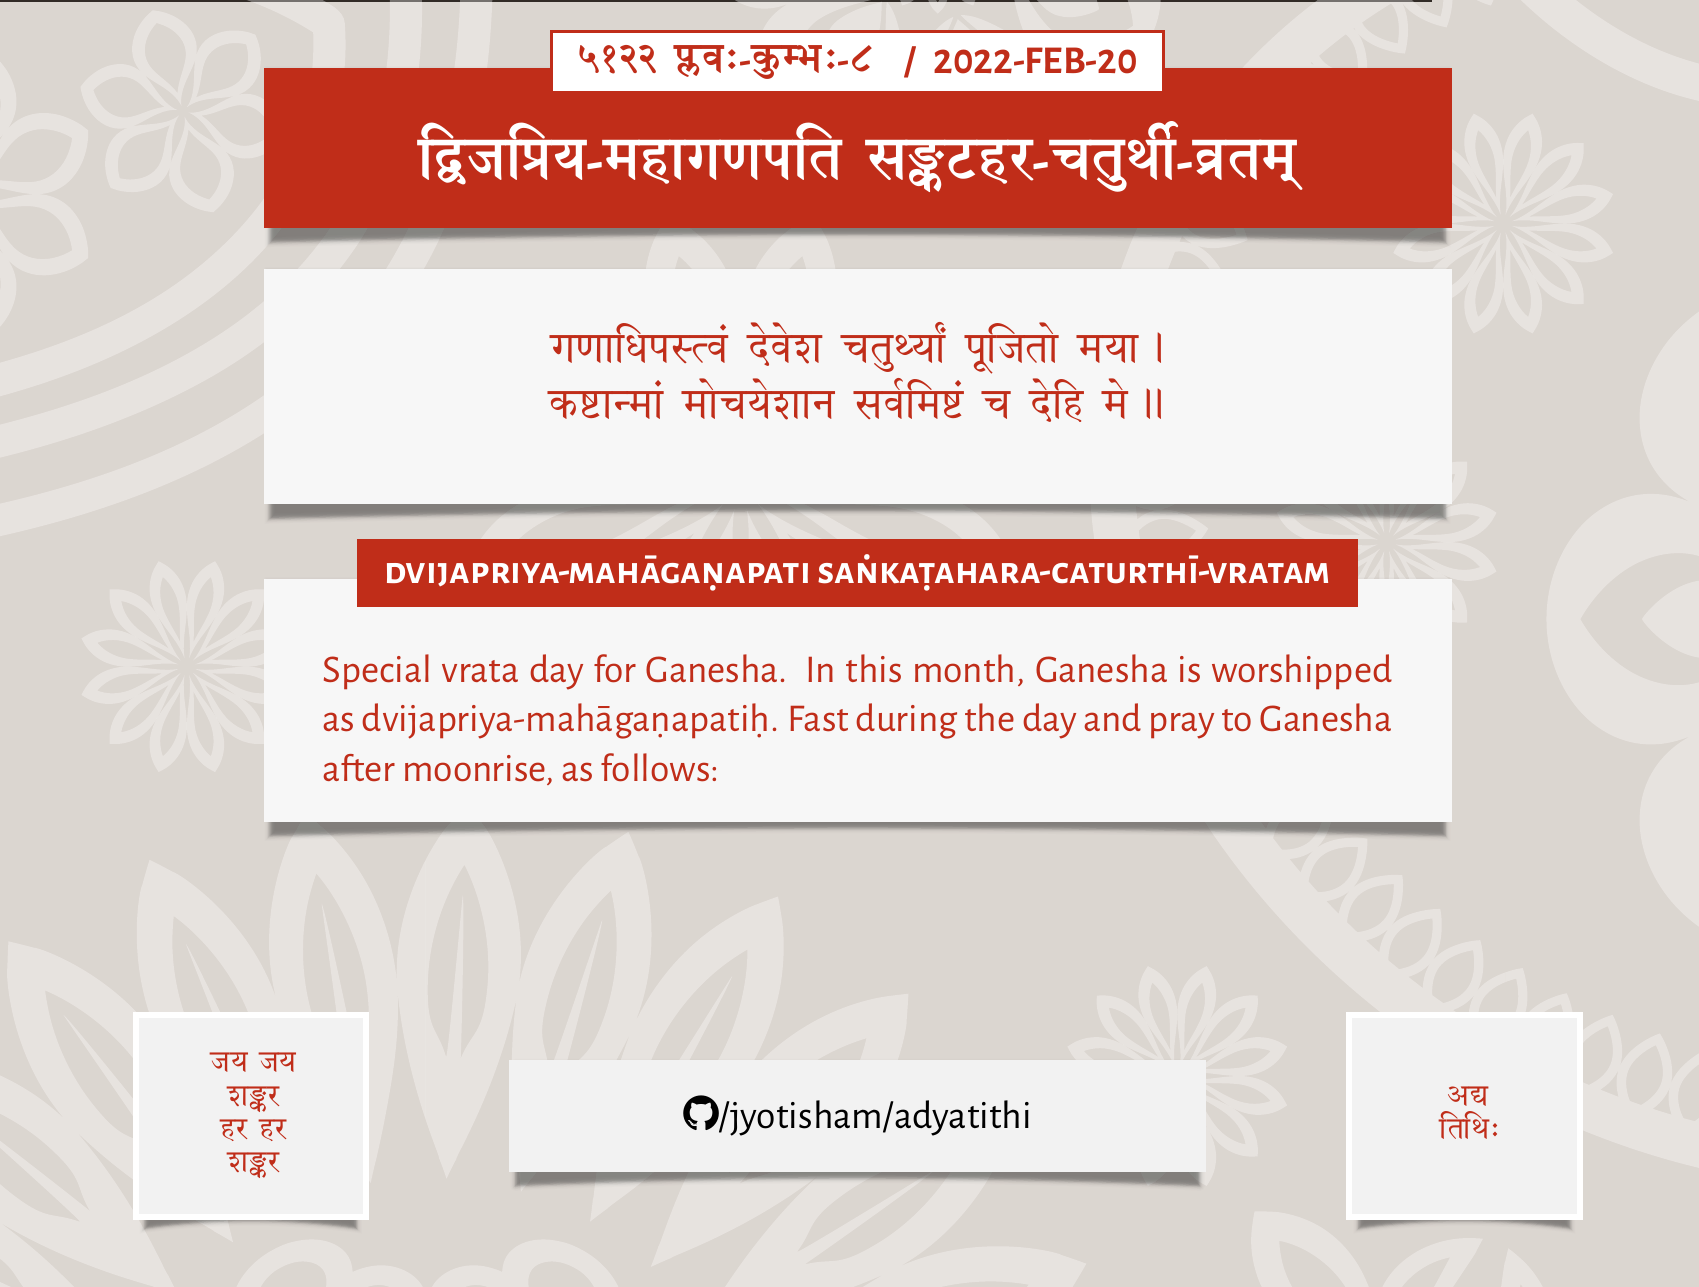 ५१२२ प्लवः-कुम्भः-८ / 2022-FEB-20
द्विजप्रिय-महागणपति सङ्कटहर-चतुर्थी-व्रतम्
गणाधिपस्त्वं देवेश चतुर्थ्यां पूजितो मया ।
कष्टान्मां मोचयेशान सर्वमिष्टं च देहि मे ॥
DVIJAPRIYA-MAHĀGAṆAPATI SAṄKAṬAHARA-CATURTHĪ-VRATAM
Special vrata day for Ganesha. In this month, Ganesha is worshipped
as dvijapriya-mahāgaṇapatiḥ. Fast during the day and pray to Ganesha
after moonrise, as follows:
जय जय
शङ्कर
हर हर
शङ्कर
/jyotisham/adyatithi
अद्य
तिथिः